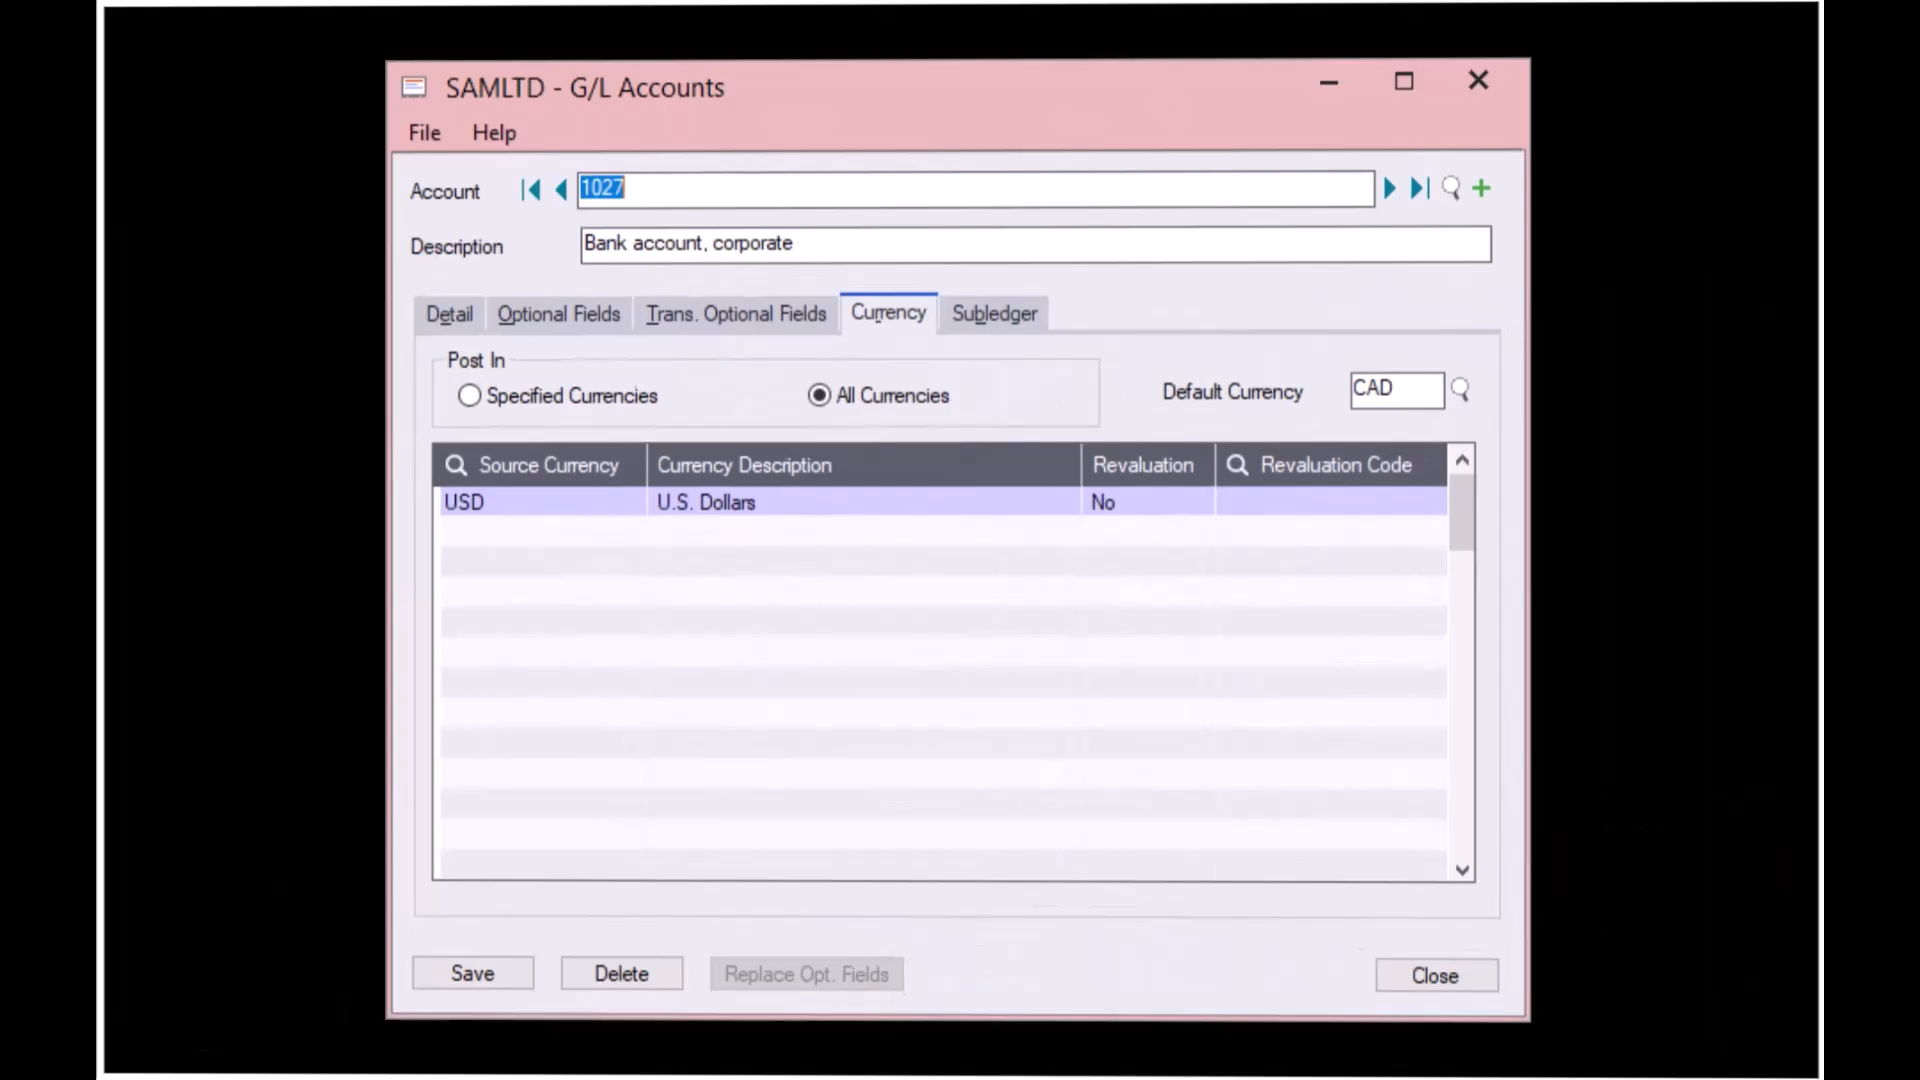 SAMLTD - G/L Accounts
File Help
Account 1027
Description Bank account, corporate
Detail Optional Fields Trans. Optional Fields Currency Subledger
Post In
Specified Currencies All Currencies Default Currency CAD
Source Currency Currency Description Revaluation Revaluation Code
USD U.S. Dollars No
Save Delete Replace Opt. Fields Close